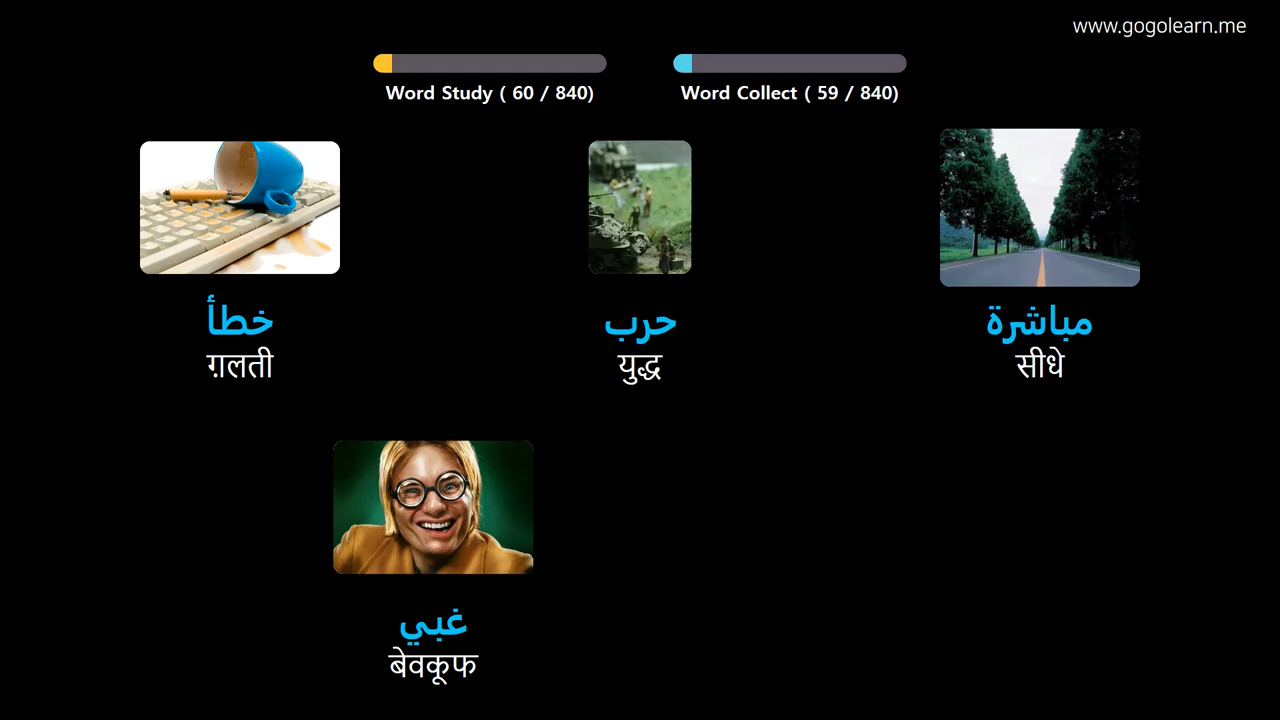 www.gogolearn.me
Word Study ( 60 / 840)
Word Collect ( 59 / 840)
خطأ
ग़लती
حرب
युद्ध
مباشرة
सीधे
غبي
बेवकूफ